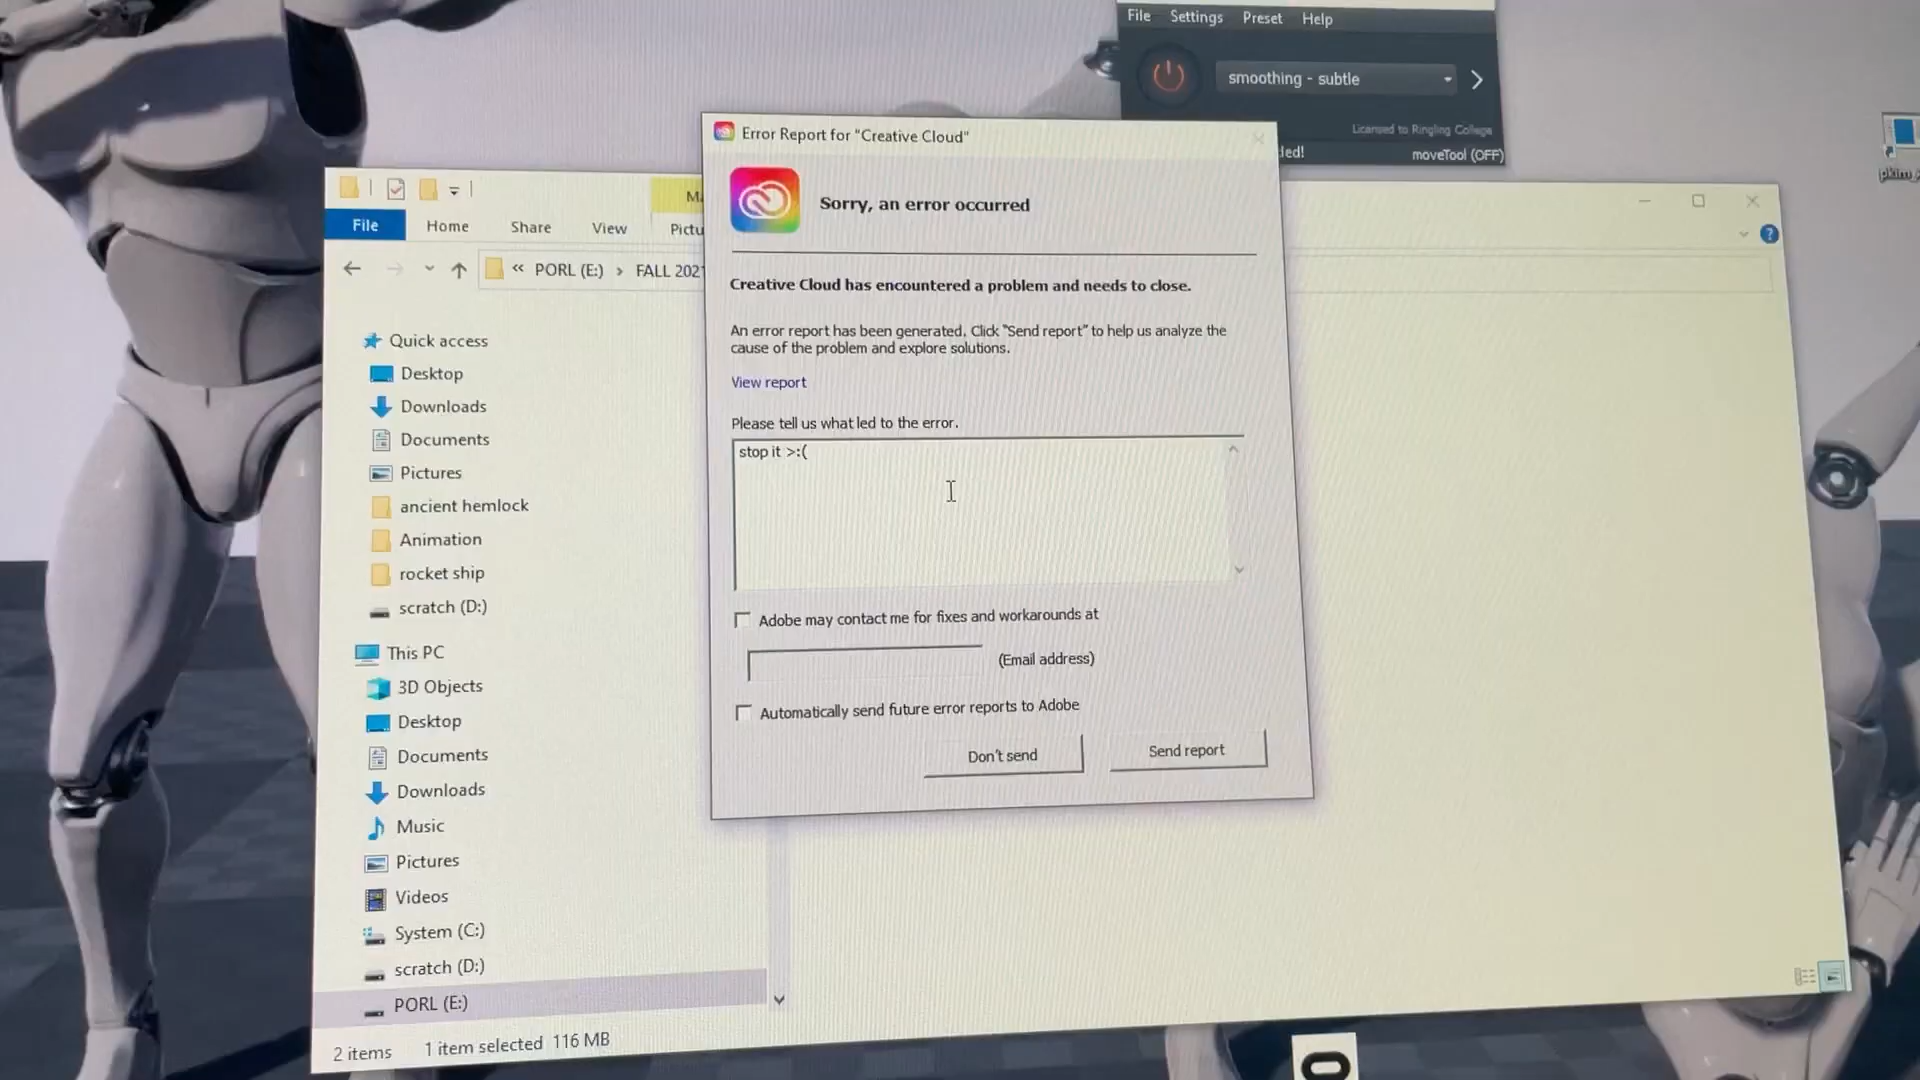 File Settings Preset Help
smoothing - subtle
Licensed to Ringling College
moveTool (OFF)
Error Report for "Creative Cloud"
Sorry, an error occurred
Creative Cloud has encountered a problem and needs to close.
An error report has been generated. Click "Send report" to help us analyze the
cause of the problem and explore solutions.
View report
Please tell us what led to the error.
stop it >:(
Adobe may contact me for fixes and workarounds at
(Email address)
Automatically send future error reports to Adobe
Don't send Send report
File Home Share View
« PORL (E:) › FALL 2021
Quick access
Desktop
Downloads
Documents
Pictures
ancient hemlock
Animation
rocket ship
scratch (D:)
This PC
3D Objects
Desktop
Documents
Downloads
Music
Pictures
Videos
System (C:)
scratch (D:)
PORL (E:)
2 items 1 item selected 116 MB